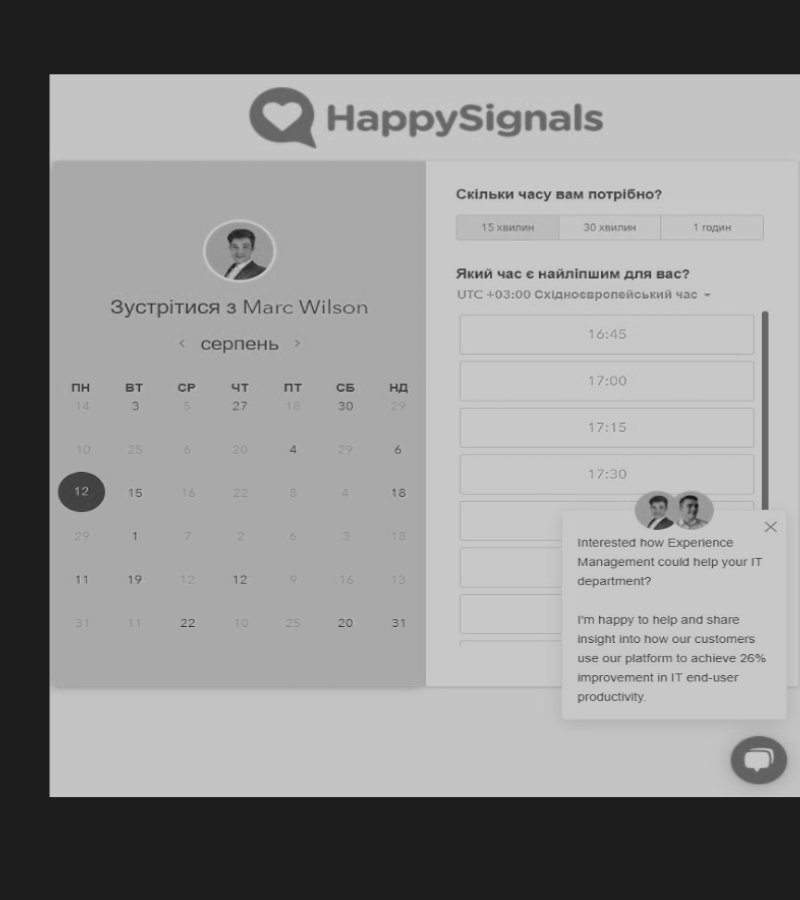 HappySignals
Зустрітися з Marc Wilson
серпень
ПН ВТ СР ЧТ ПТ СБ НД
14 3 5 27 18 30 29
10 25 6 20 4 29 6
12 15 16 22 8 4 18
29 1 7 2 6 3 18
11 19 12 12 9 16 13
31 11 22 10 25 20 31
Скільки часу вам потрібно?
15 хвилин 30 хвилин 1 годин
Який час є найліпшим для вас?
UTC +03:00 Східноєвропейський час
16:45
17:00
17:15
17:30
Interested how Experience
Management could help your IT
department?
I'm happy to help and share
insight into how our customers
use our platform to achieve 26%
improvement in IT end-user
productivity.